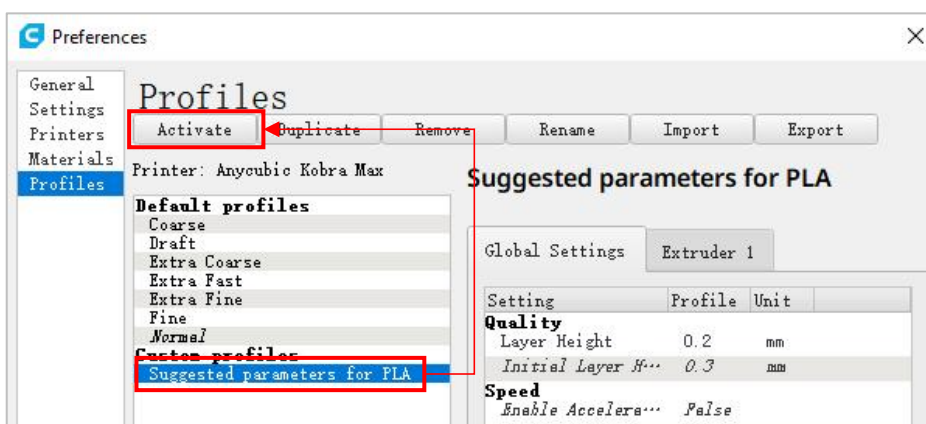 Preferences
General
Settings
Printers
Materials
Profiles
Profiles
Activate Duplicate Remove Rename Import Export
Printer: Anycubic Kobra Max
Default profiles
Coarse
Draft
Extra Coarse
Extra Fast
Extra Fine
Fine
Normal
Custom profiles
Suggested parameters for PLA
Suggested parameters for PLA
Global Settings Extruder 1
Setting Profile Unit
Quality
Layer Height 0.2 mm
Initial Layer H··· 0.3 mm
Speed
Enable Accelera··· False